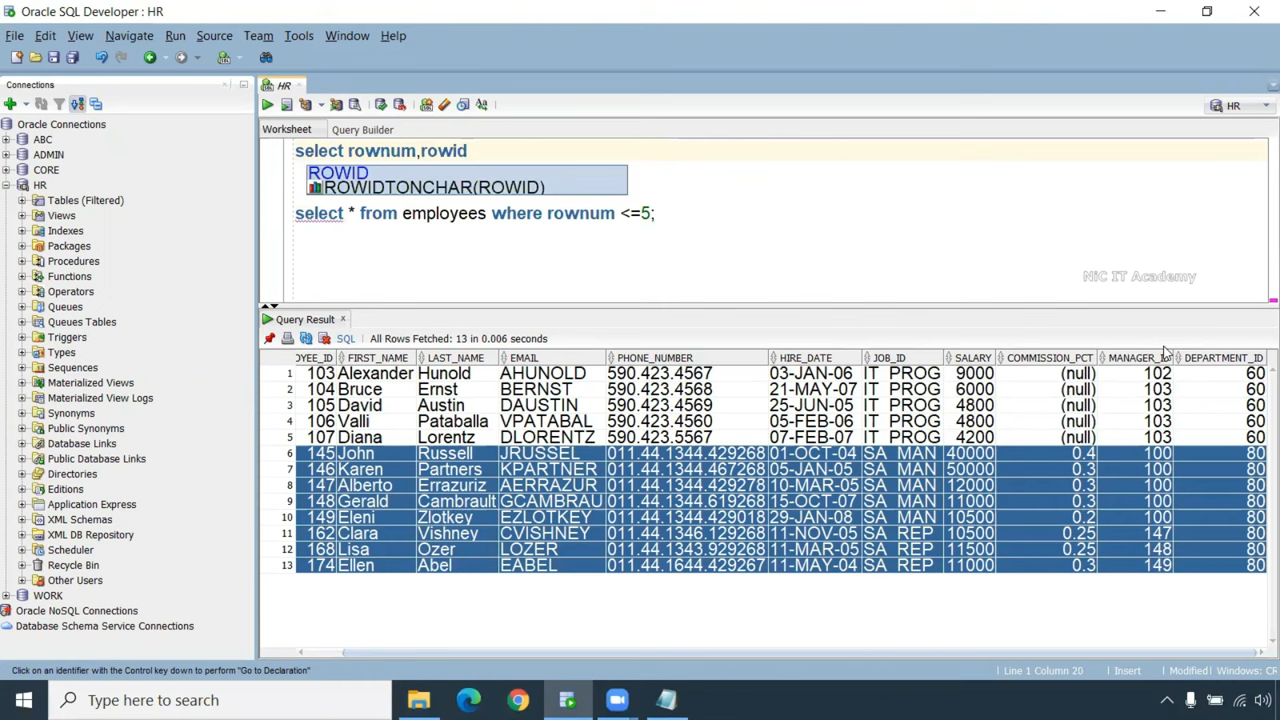 Oracle SQL Developer : HR
File Edit View Navigate Run Source Team Tools Window Help
Connections
HR
HR
Worksheet Query Builder
Oracle Connections
ABC
ADMIN
CORE
HR
Tables (Filtered)
Views
Indexes
Packages
Procedures
Functions
Operators
Queues
Queues Tables
Triggers
Types
Sequences
Materialized Views
Materialized View Logs
Synonyms
Public Synonyms
Database Links
Public Database Links
Directories
Editions
Application Express
XML Schemas
XML DB Repository
Scheduler
Recycle Bin
Other Users
WORK
Oracle NoSQL Connections
Database Schema Service Connections
select rownum,rowid
ROWID
ROWIDTONCHAR(ROWID)
select * from employees where rownum <=5;
NiC IT Academy
Query Result
SQL All Rows Fetched: 13 in 0.006 seconds
OYEE_ID FIRST_NAME LAST_NAME EMAIL PHONE_NUMBER HIRE_DATE JOB_ID SALARY COMMISSION_PCT MANAGER_ID DEPARTMENT_ID
1 103 Alexander Hunold AHUNOLD 590.423.4567 03-JAN-06 IT_PROG 9000 (null) 102 60
2 104 Bruce Ernst BERNST 590.423.4568 21-MAY-07 IT_PROG 6000 (null) 103 60
3 105 David Austin DAUSTIN 590.423.4569 25-JUN-05 IT_PROG 4800 (null) 103 60
4 106 Valli Pataballa VPATABAL 590.423.4560 05-FEB-06 IT_PROG 4800 (null) 103 60
5 107 Diana Lorentz DLORENTZ 590.423.5567 07-FEB-07 IT_PROG 4200 (null) 103 60
6 145 John Russell JRUSSEL 011.44.1344.429268 01-OCT-04 SA_MAN 40000 0.4 100 80
7 146 Karen Partners KPARTNER 011.44.1344.467268 05-JAN-05 SA_MAN 50000 0.3 100 80
8 147 Alberto Errazuriz AERRAZUR 011.44.1344.429278 10-MAR-05 SA_MAN 12000 0.3 100 80
9 148 Gerald Cambrault GCAMBRAU 011.44.1344.619268 15-OCT-07 SA_MAN 11000 0.3 100 80
10 149 Eleni Zlotkey EZLOTKEY 011.44.1344.429018 29-JAN-08 SA_MAN 10500 0.2 100 80
11 162 Clara Vishney CVISHNEY 011.44.1346.129268 11-NOV-05 SA_REP 10500 0.25 147 80
12 168 Lisa Ozer LOZER 011.44.1343.929268 11-MAR-05 SA_REP 11500 0.25 148 80
13 174 Ellen Abel EABEL 011.44.1644.429267 11-MAY-04 SA_REP 11000 0.3 149 80
Click on an identifier with the Control key down to perform "Go to Declaration"
Line 1 Column 20 Insert Modified Windows: CR
Type here to search